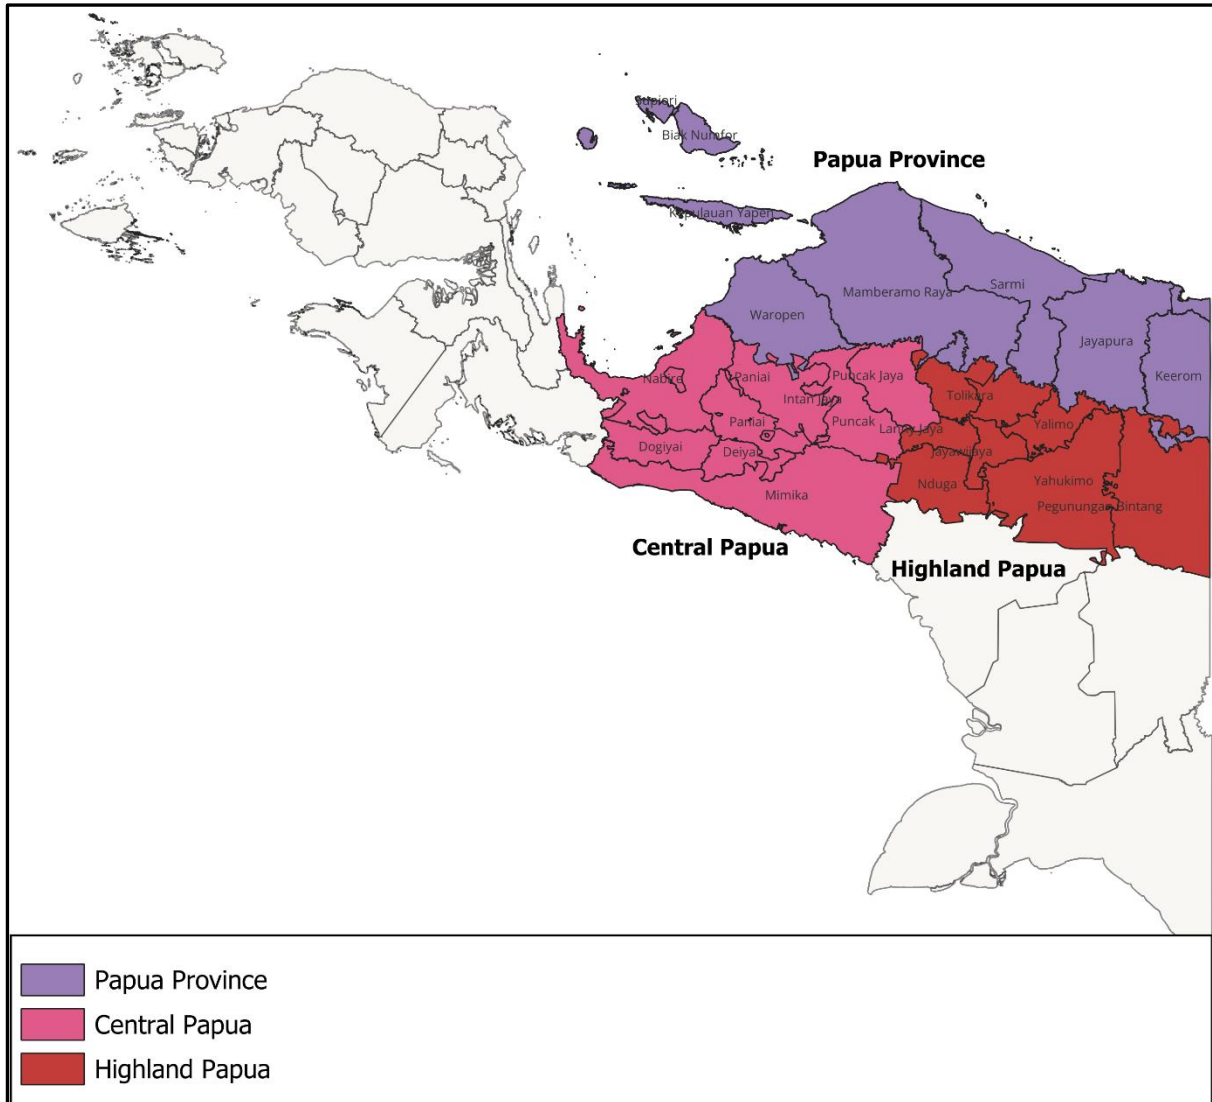 Supiori
Biak Numfor
Papua Province
Kepulauan Yapen
Sarmi
Mamberamo Raya
Waropen
Jayapura
Keerom
Nabire
Paniai
Puncak Jaya
Intan Jaya
Tolikara
Paniai
Puncak
Lanny Jaya
Yalimo
Dogiyai
Deiyai
Jayawijaya
Nduga
Yahukimo
Mimika
Pegunungan Bintang
Central Papua
Highland Papua
Papua Province
Central Papua
Highland Papua